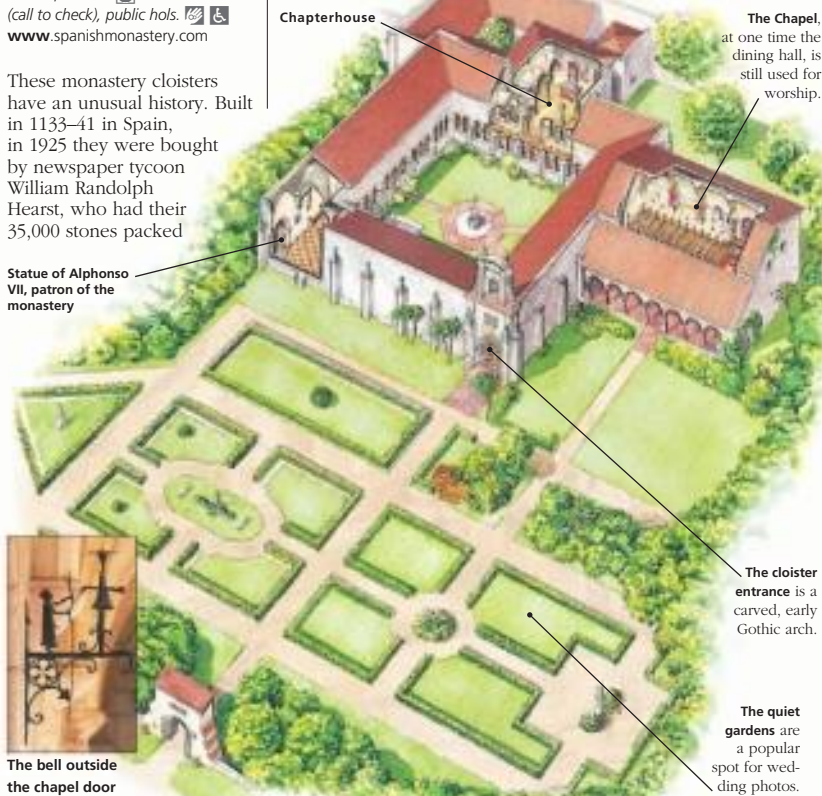 (call to check), public hols.
www.spanishmonastery.com
These monastery cloisters
have an unusual history. Built
in 1133–41 in Spain,
in 1925 they were bought
by newspaper tycoon
William Randolph
Hearst, who had their
35,000 stones packed
Statue of Alphonso
VII, patron of the
monastery
Chapterhouse
The Chapel,
at one time the
dining hall, is
still used for
worship.
The cloister
entrance is a
carved, early
Gothic arch.
The quiet
gardens are
a popular
spot for wed-
ding photos.
The bell outside
the chapel door